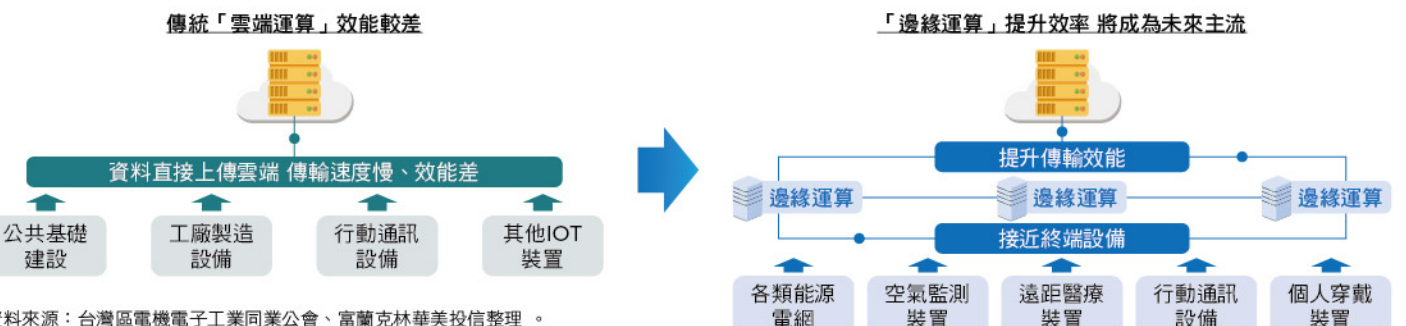 傳統「雲端運算」效能較差
資料直接上傳雲端 傳輸速度慢、效能差
公共基礎
建設
工廠製造
設備
行動通訊
設備
其他IOT
裝置
資料來源：台灣區電機電子工業同業公會、富蘭克林華美投信整理 。
「邊緣運算」提升效率 將成為未來主流
提升傳輸效能
邊緣運算
邊緣運算
邊緣運算
接近終端設備
各類能源
電網
空氣監測
裝置
遠距醫療
裝置
行動通訊
設備
個人穿戴
裝置